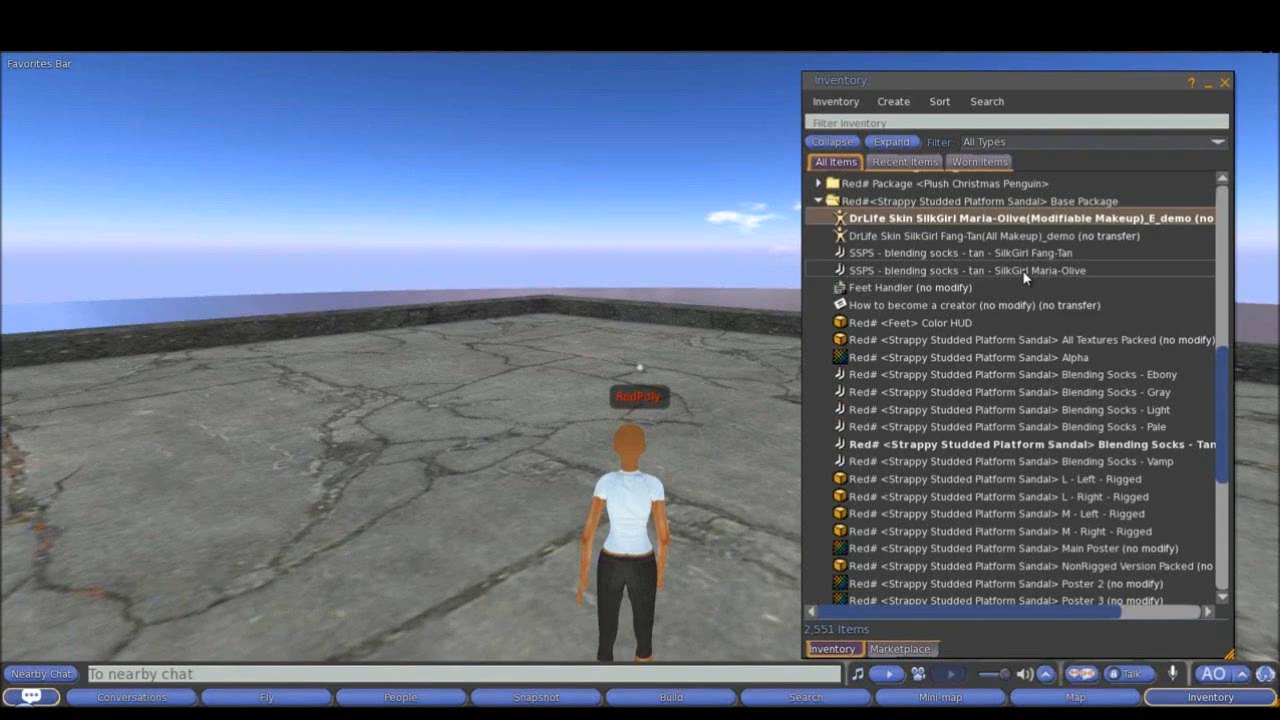 Favorites Bar
Inventory
? _ X
Inventory Create Sort Search
Filter Inventory
Collapse Expand Filter: All Types
All Items Recent Items Worn Items
Red# Package <Plush Christmas Penguin>
Red#<Strappy Studded Platform Sandal> Base Package
DrLife Skin SilkGirl Maria-Olive(Modifiable Makeup)_E_demo (no
DrLife Skin SilkGirl Fang-Tan(All Makeup)_demo (no transfer)
SSPS - blending socks - tan - SilkGirl Fang-Tan
SSPS - blending socks - tan - SilkGirl Maria-Olive
Feet Handler (no modify)
How to become a creator (no modify) (no transfer)
Red# <Feet> Color HUD
Red# <Strappy Studded Platform Sandal> All Textures Packed (no modify)
Red# <Strappy Studded Platform Sandal> Alpha
Red# <Strappy Studded Platform Sandal> Blending Socks - Ebony
Red# <Strappy Studded Platform Sandal> Blending Socks - Gray
Red# <Strappy Studded Platform Sandal> Blending Socks - Light
Red# <Strappy Studded Platform Sandal> Blending Socks - Pale
Red# <Strappy Studded Platform Sandal> Blending Socks - Tan
Red# <Strappy Studded Platform Sandal> Blending Socks - Vamp
Red# <Strappy Studded Platform Sandal> L - Left - Rigged
Red# <Strappy Studded Platform Sandal> L - Right - Rigged
Red# <Strappy Studded Platform Sandal> M - Left - Rigged
Red# <Strappy Studded Platform Sandal> M - Right - Rigged
Red# <Strappy Studded Platform Sandal> Main Poster (no modify)
Red# <Strappy Studded Platform Sandal> NonRigged Version Packed (no
Red# <Strappy Studded Platform Sandal> Poster 2 (no modify)
Red# <Strappy Studded Platform Sandal> Poster 3 (no modify)
2,551 Items
Inventory Marketplace
RedPoly
Nearby Chat To nearby chat Talk AO
Conversations Fly People Snapshot Build Search Mini-map Map Inventory